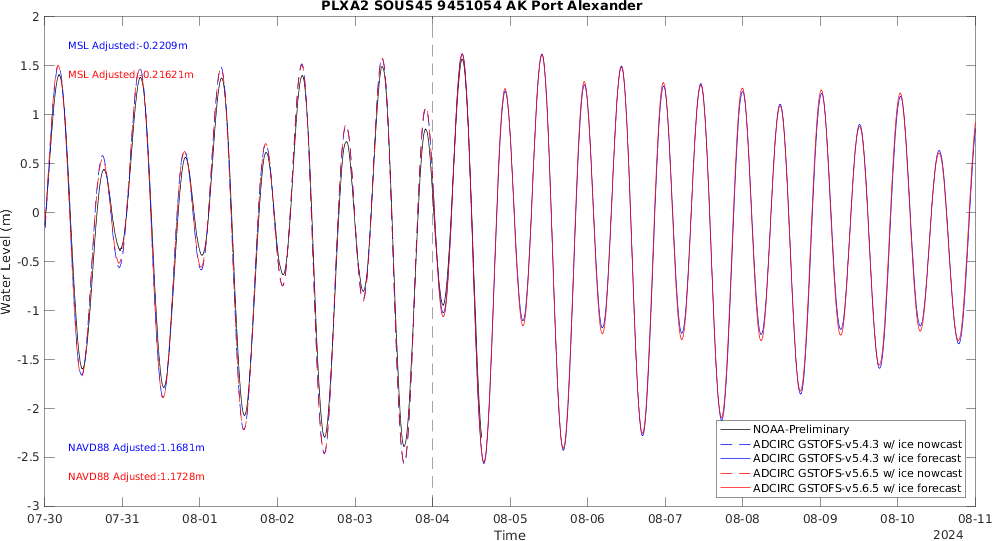 PLXA2 SOUS45 9451054 AK Port Alexander
2
1.5
1
0.5
0
-0.5
-1
-1.5
-2
-2.5
-3
Water Level (m)
MSL Adjusted:-0.2209m
MSL Adjusted:-0.21621m
NAVD88 Adjusted:1.1681m
NAVD88 Adjusted:1.1728m
NOAA-Preliminary
ADCIRC GSTOFS-v5.4.3 w/ ice nowcast
ADCIRC GSTOFS-v5.4.3 w/ ice forecast
ADCIRC GSTOFS-v5.6.5 w/ ice nowcast
ADCIRC GSTOFS-v5.6.5 w/ ice forecast
07-30 07-31 08-01 08-02 08-03 08-04 08-05 08-06 08-07 08-08 08-09 08-10 08-11
Time
2024